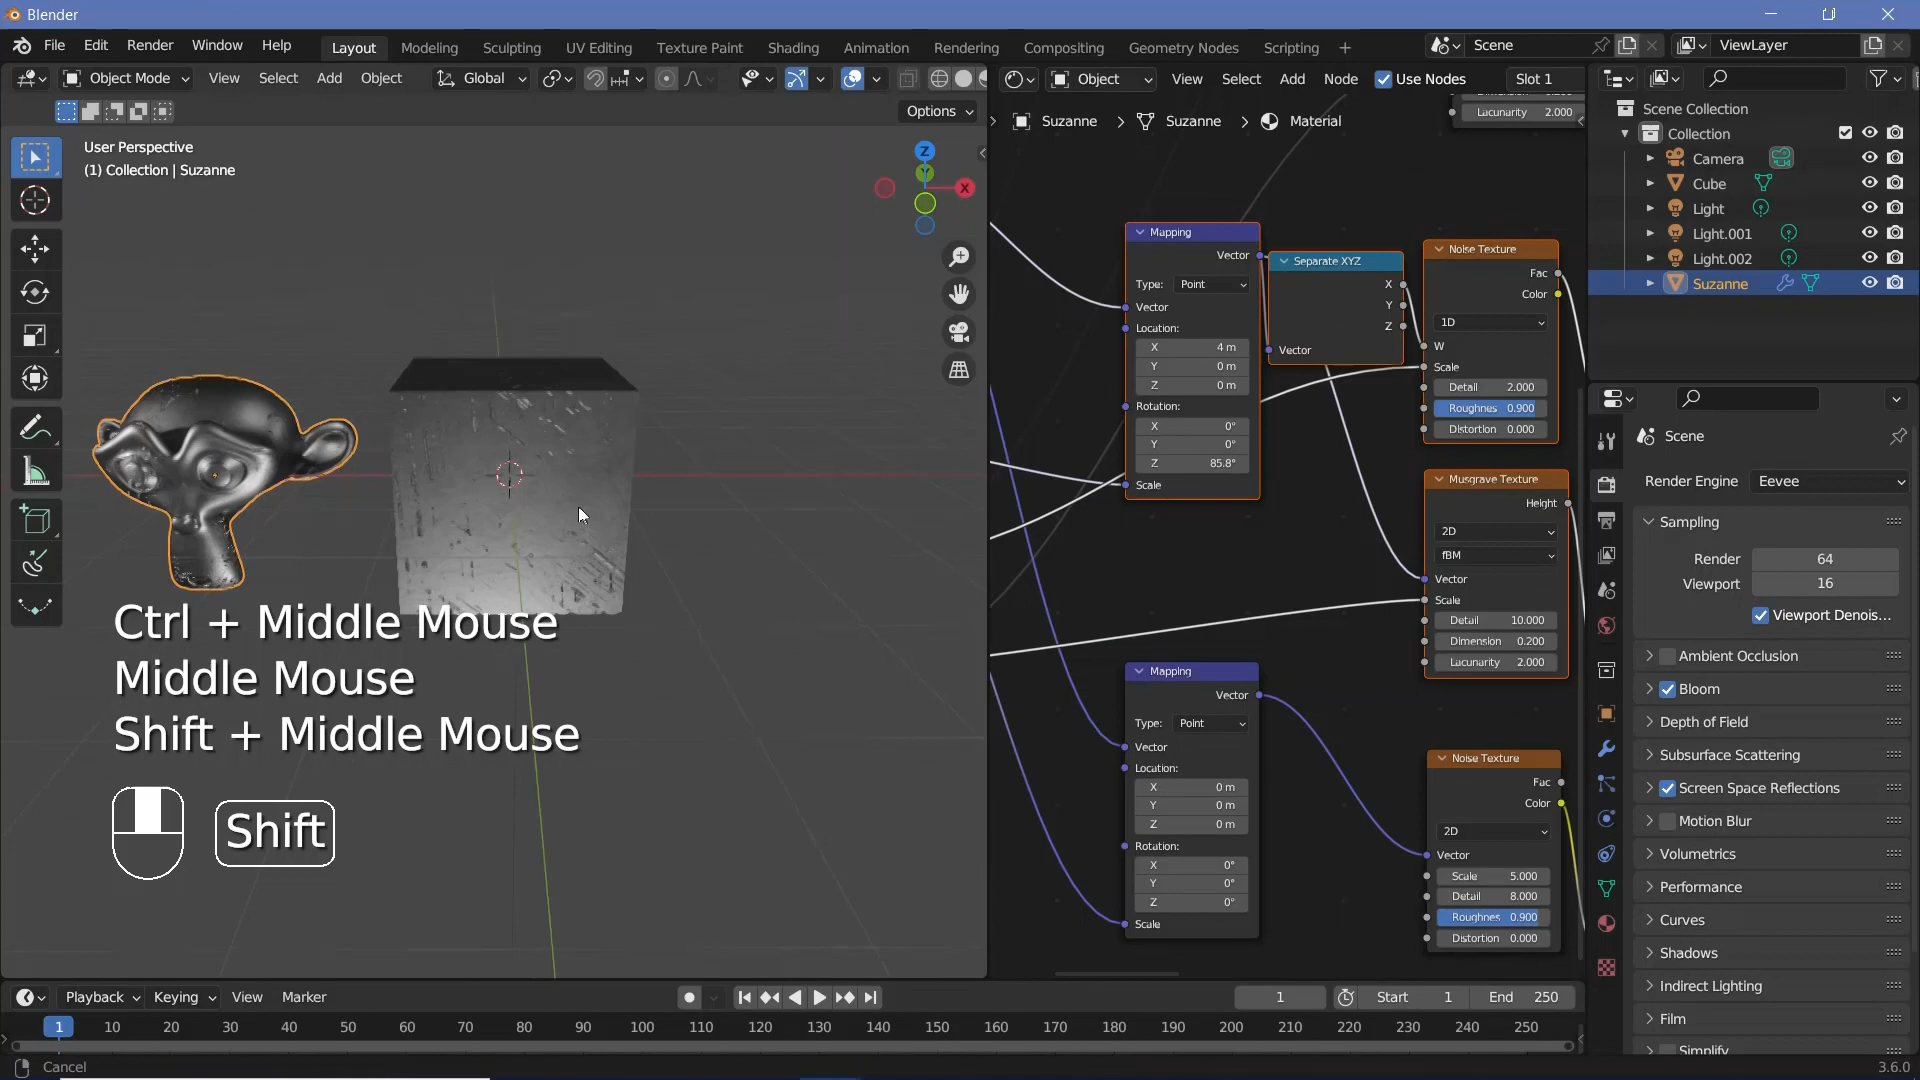 Blender
File Edit Render Window Help
Layout Modeling Sculpting UV Editing Texture Paint Shading Animation Rendering Compositing Geometry Nodes Scripting +
Scene
ViewLayer
Object Mode View Select Add Object Global
Options
User Perspective
(1) Collection | Suzanne
Z
Y
X
Ctrl + Middle Mouse
Middle Mouse
Shift + Middle Mouse
Shift
Object View Select Add Node Use Nodes Slot 1
Suzanne > Suzanne > Material
Lacunarity 2.000
Mapping
Vector
Type: Point
Vector
Location:
X 4 m
Y 0 m
Z 0 m
Rotation:
X 0°
Y 0°
Z 85.8°
Scale
Separate XYZ
X
Y
Z
Vector
Noise Texture
Fac
Color
1D
W
Scale
Detail 2.000
Roughnes 0.900
Distortion 0.000
Musgrave Texture
Height
2D
fBM
Vector
Scale
Detail 10.000
Dimension 0.200
Lacunarity 2.000
Mapping
Vector
Type: Point
Vector
Location:
X 0 m
Y 0 m
Z 0 m
Rotation:
X 0°
Y 0°
Z 0°
Scale
Noise Texture
Fac
Color
2D
Vector
Scale 5.000
Detail 8.000
Roughnes 0.900
Distortion 0.000
Scene Collection
Collection
Camera
Cube
Light
Light.001
Light.002
Suzanne
Scene
Render Engine Eevee
Sampling
Render 64
Viewport 16
Viewport Denois...
Ambient Occlusion
Bloom
Depth of Field
Subsurface Scattering
Screen Space Reflections
Motion Blur
Volumetrics
Performance
Curves
Shadows
Indirect Lighting
Film
Simplify
Playback Keying View Marker
1 Start 1 End 250
1 10 20 30 40 50 60 70 80 90 100 110 120 130 140 150 160 170 180 190 200 210 220 230 240 250
Cancel
3.6.0